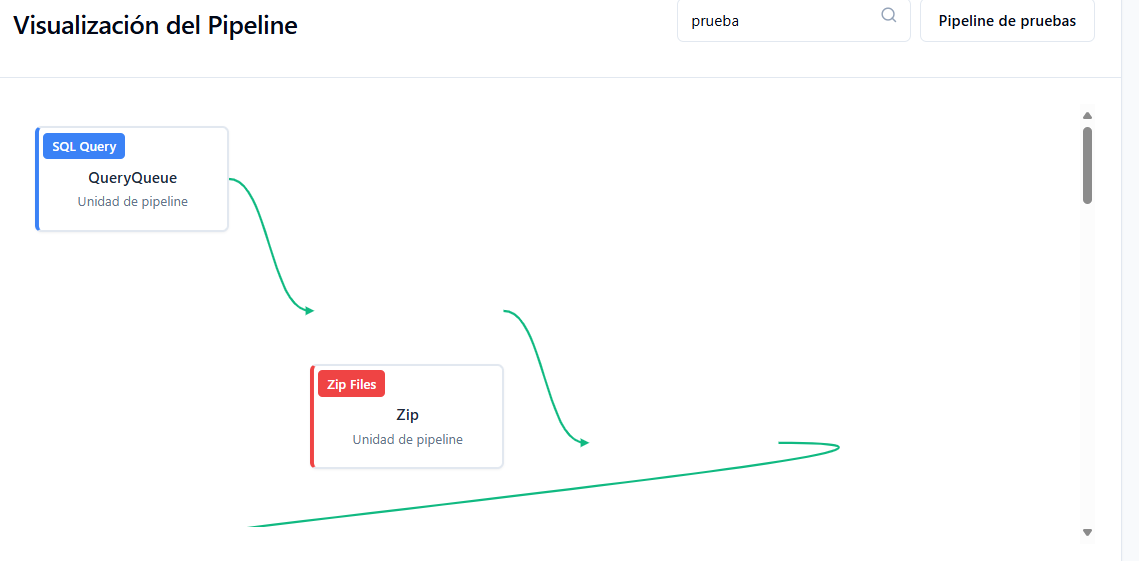 Visualización del Pipeline
prueba
Pipeline de pruebas
SQL Query
QueryQueue
Unidad de pipeline
Zip Files
Zip
Unidad de pipeline